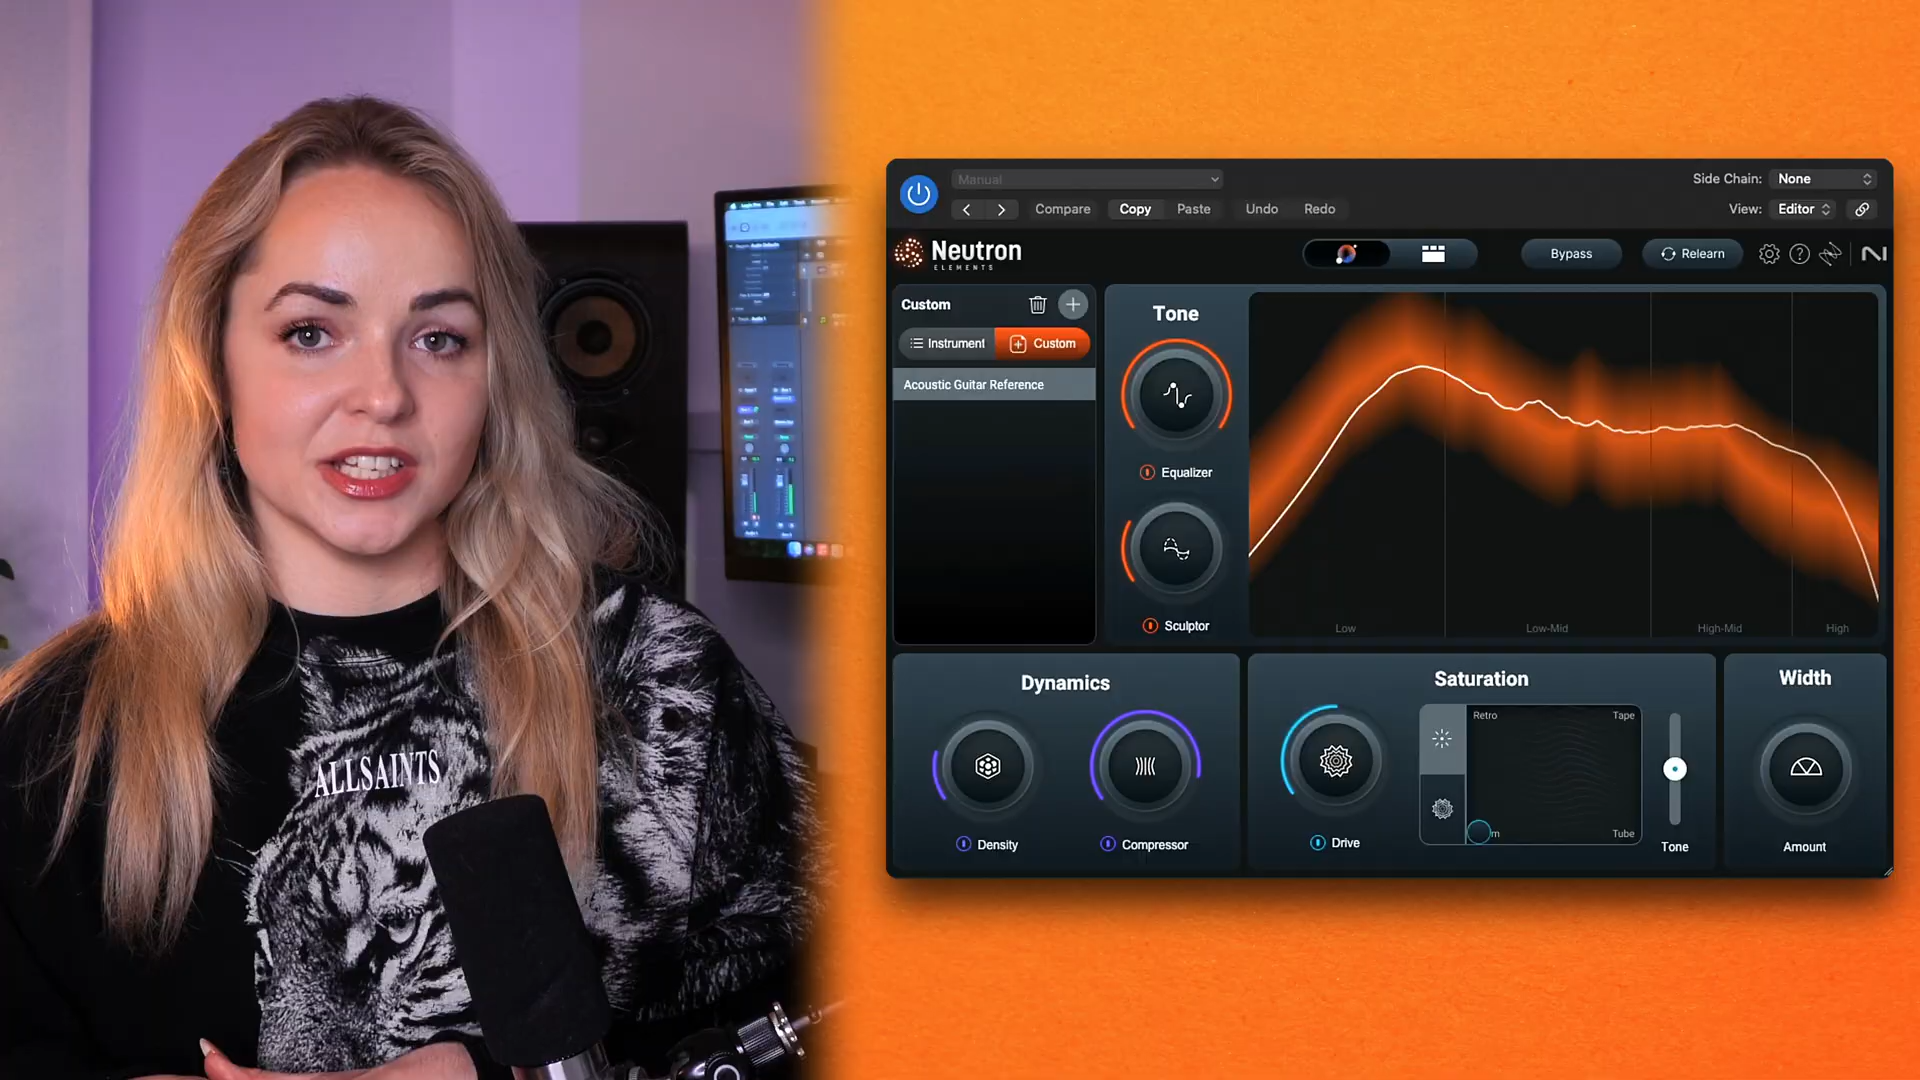 ALLSAINTS
Manual
Side Chain: None
Compare Copy Paste Undo Redo
View: Editor
Neutron
ELEMENTS
Bypass Relearn
Custom
Instrument Custom
Acoustic Guitar Reference
Tone
Equalizer
Sculptor
Low Low-Mid High-Mid High
Dynamics
Density Compressor
Saturation
Drive
Retro Tape
m Tube
Tone
Width
Amount